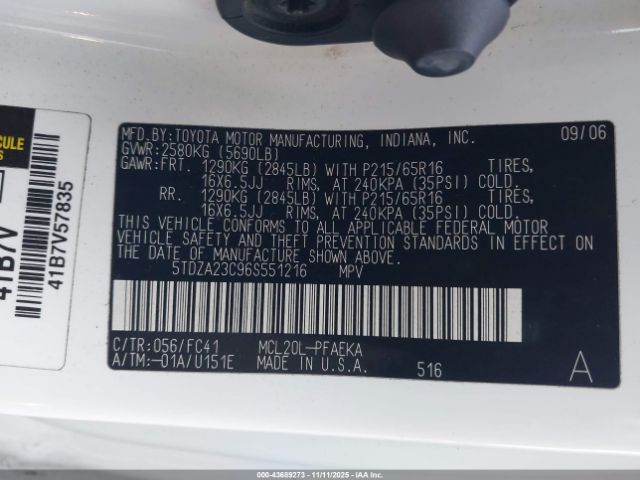 MFD.BY:TOYOTA MOTOR MANUFACTURING, INDIANA, INC. 09/06
GVWR:2580KG (5690LB)
GAWR:FRT. 1290KG (2845LB) WITH P215/65R16 TIRES,
16X6.5JJ RIMS, AT 240KPA (35PSI) COLD.
RR. 1290KG (2845LB) WITH P215/65R16 TIRES,
16X6.5JJ RIMS, AT 240KPA (35PSI) COLD.
THIS VEHICLE CONFORMS TO ALL APPLICABLE FEDERAL MOTOR
VEHICLE SAFETY AND THEFT PREVENTION STANDARDS IN EFFECT ON
THE DATE OF MANUFACTURE SHOWN ABOVE.
5TDZA23C96S551216 MPV
C/TR:056/FC41 MCL20L-PFAEKA
A/TM:-01A/U151E MADE IN U.S.A. 516 A
41B7V
41B7V57835
000-43689273 - 11/11/2025 - IAAI.CA